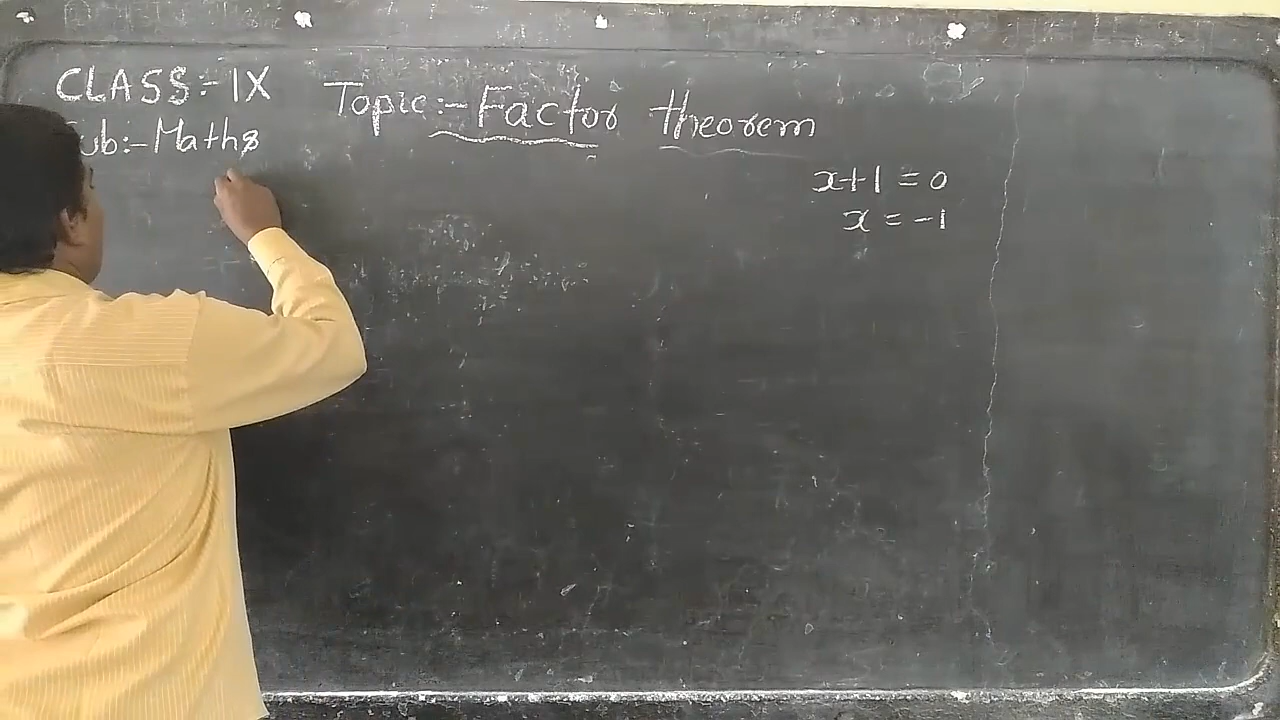 CLASS:- IX
Topic:- Factor theorem
Sub:- Maths
x+1 = 0
x = -1